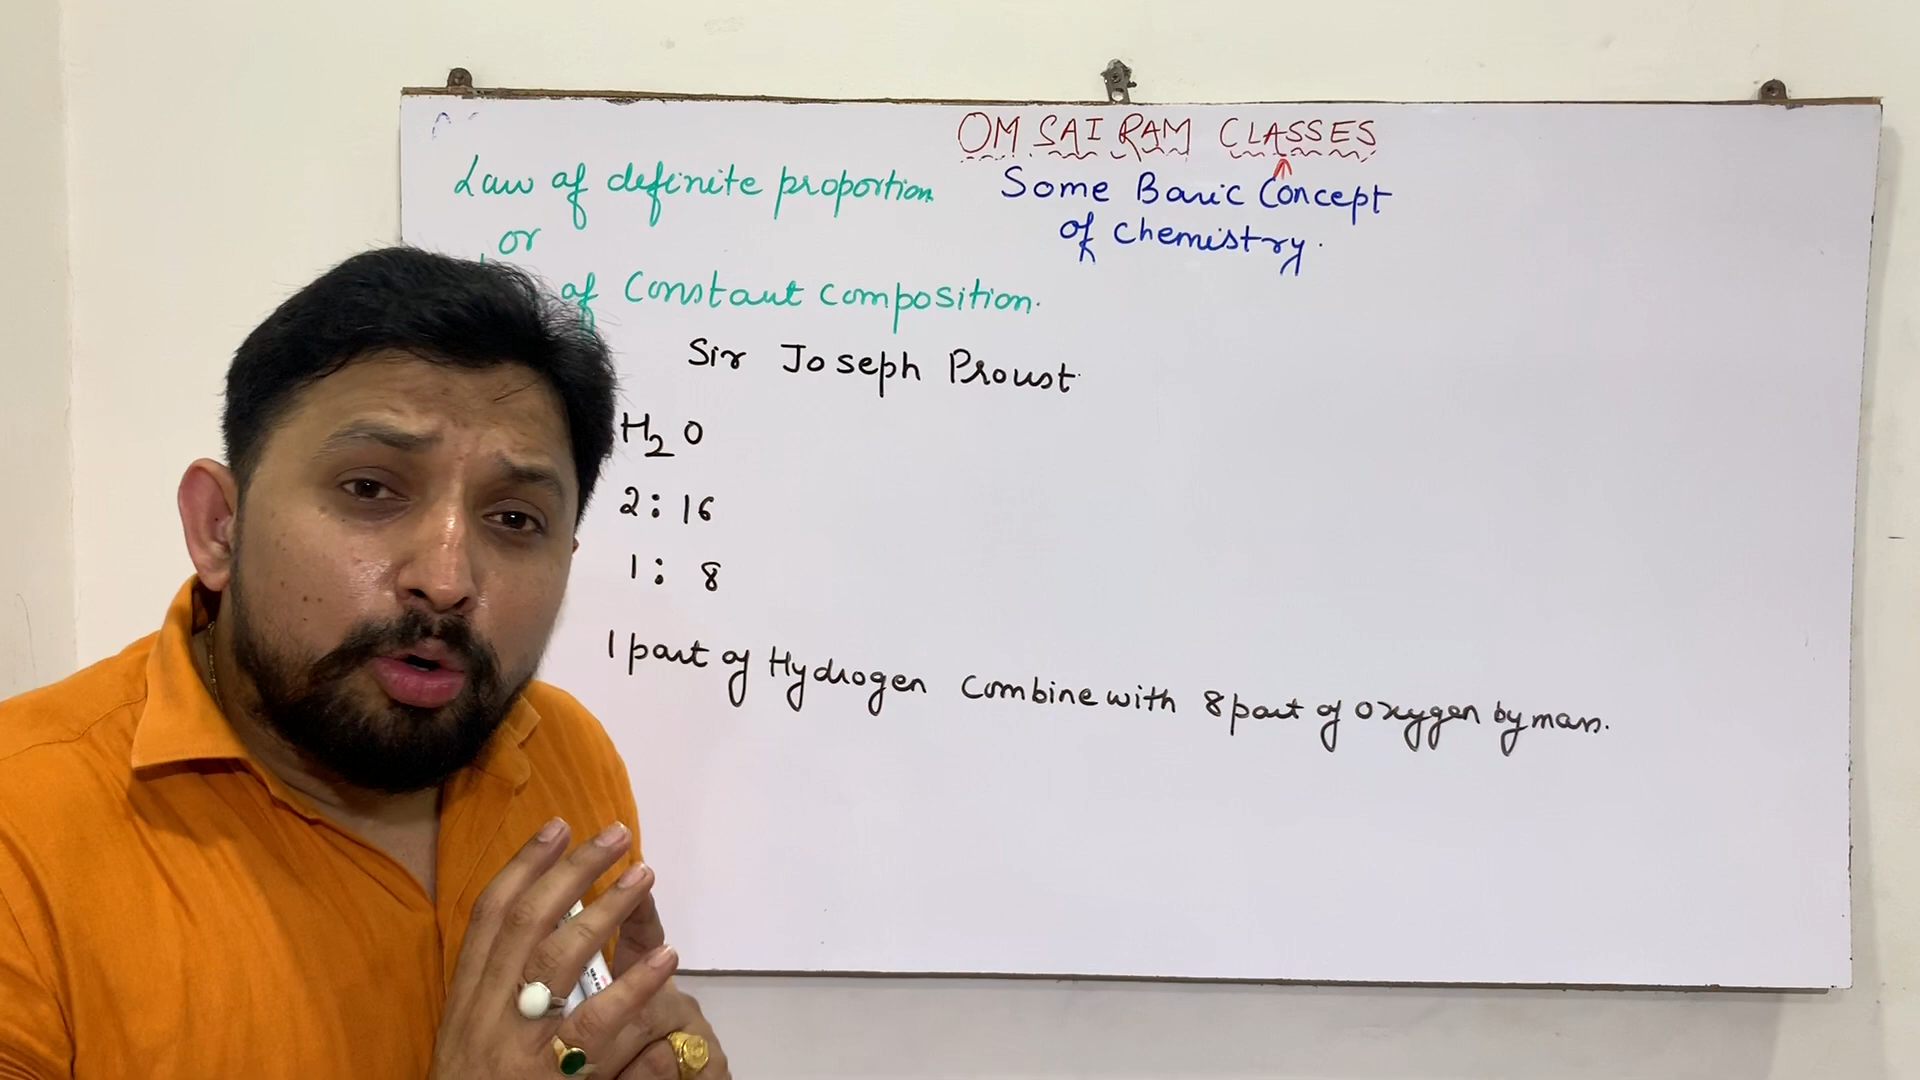 OM SAI RAM CLASSES
Law of definite proportion
or
of Constant composition.
Some Basic Concept
of Chemistry.
Sir Joseph Proust
H₂O
2 : 16
1 : 8
1 part of Hydrogen Combine with 8 part of oxygen by mass.